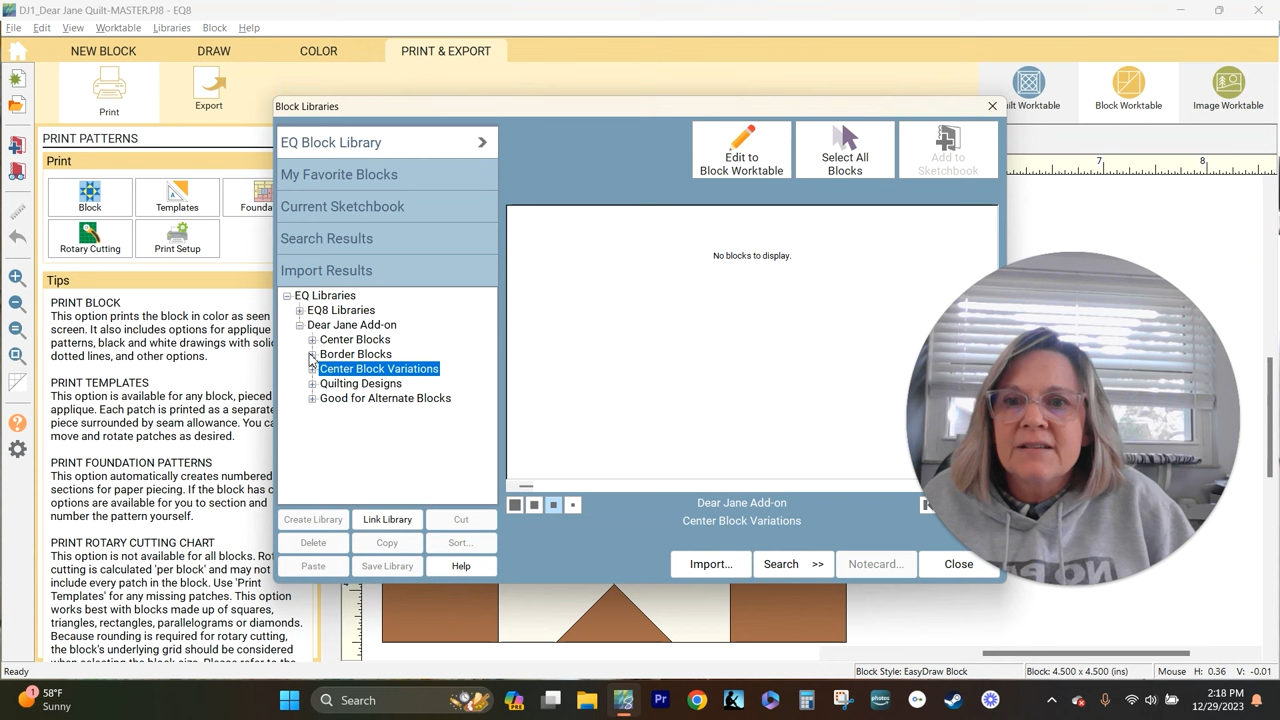 DJ1_Dear Jane Quilt-MASTER.PJ8 - EQ8
File Edit View Worktable Libraries Block Help
NEW BLOCK DRAW COLOR PRINT & EXPORT
Print
Export
Worktable
Block Worktable
Image Worktable
PRINT PATTERNS
Print
Block
Templates
Rotary Cutting
Print Setup
Tips
PRINT BLOCK
This option prints the block in color as seen
screen. It also includes options for applique
patterns, black and white drawings with
dotted lines, and other options.
PRINT TEMPLATES
This option is available for any block, pieced
applique. Each patch is printed as a separate
piece surrounded by seam allowance. You
move and rotate patches as desired.
PRINT FOUNDATION PATTERNS
This option automatically creates numbered
sections for paper piecing. If the block has
options are available for you to section and
number the pattern yourself.
PRINT ROTARY CUTTING CHART
This option is not available for all blocks.
cutting is calculated 'per block' and may not
include every patch in the block. Use 'Print
Templates' for any missing patches. This option
works best with blocks made up of squares,
triangles, rectangles, parallelograms or diamonds.
Because rounding is required for rotary cutting,
the block's underlying grid should be considered
when selecting the block size. Please refer to the
Block Libraries
EQ Block Library
My Favorite Blocks
Current Sketchbook
Search Results
Import Results
EQ Libraries
EQ8 Libraries
Dear Jane Add-on
Center Blocks
Border Blocks
Center Block Variations
Quilting Designs
Good for Alternate Blocks
Create Library Link Library Cut
Delete Copy Sort...
Paste Save Library Help
Edit to
Block Worktable
Select All
Blocks
Add to
Sketchbook
No blocks to display.
Dear Jane Add-on
Center Block Variations
Import... Search >> Notecard... Close
7 8
Ready
Block Style: EasyDraw Block Block: 4.500 x 4.500 (ins) Mouse H: 0.36 V: -0.01
1
58°F
Sunny
Search
2:18 PM
12/29/2023